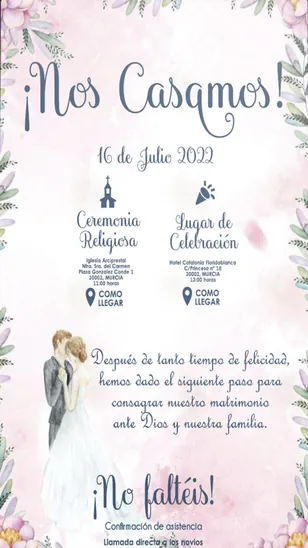 ¡Nos Casamos!
16 de Julio 2022
Ceremonia
Religiosa
Iglesia Arciprestal
Ntra. Sra. del Carmen
Plaza González Conde 1
30002, MURCIA
11:00 horas
COMO
LLEGAR
Lugar de
Celebración
Hotel Catalonia Floridablanca
C/Princesa nº 18
30002, MURCIA
13:00 horas
COMO
LLEGAR
Después de tanto tiempo de felicidad,
hemos dado el siguiente paso para
consagrar nuestro matrimonio
ante Dios y nuestra familia.
¡No faltéis!
Confirmación de asistencia
Llamada directa a los novios